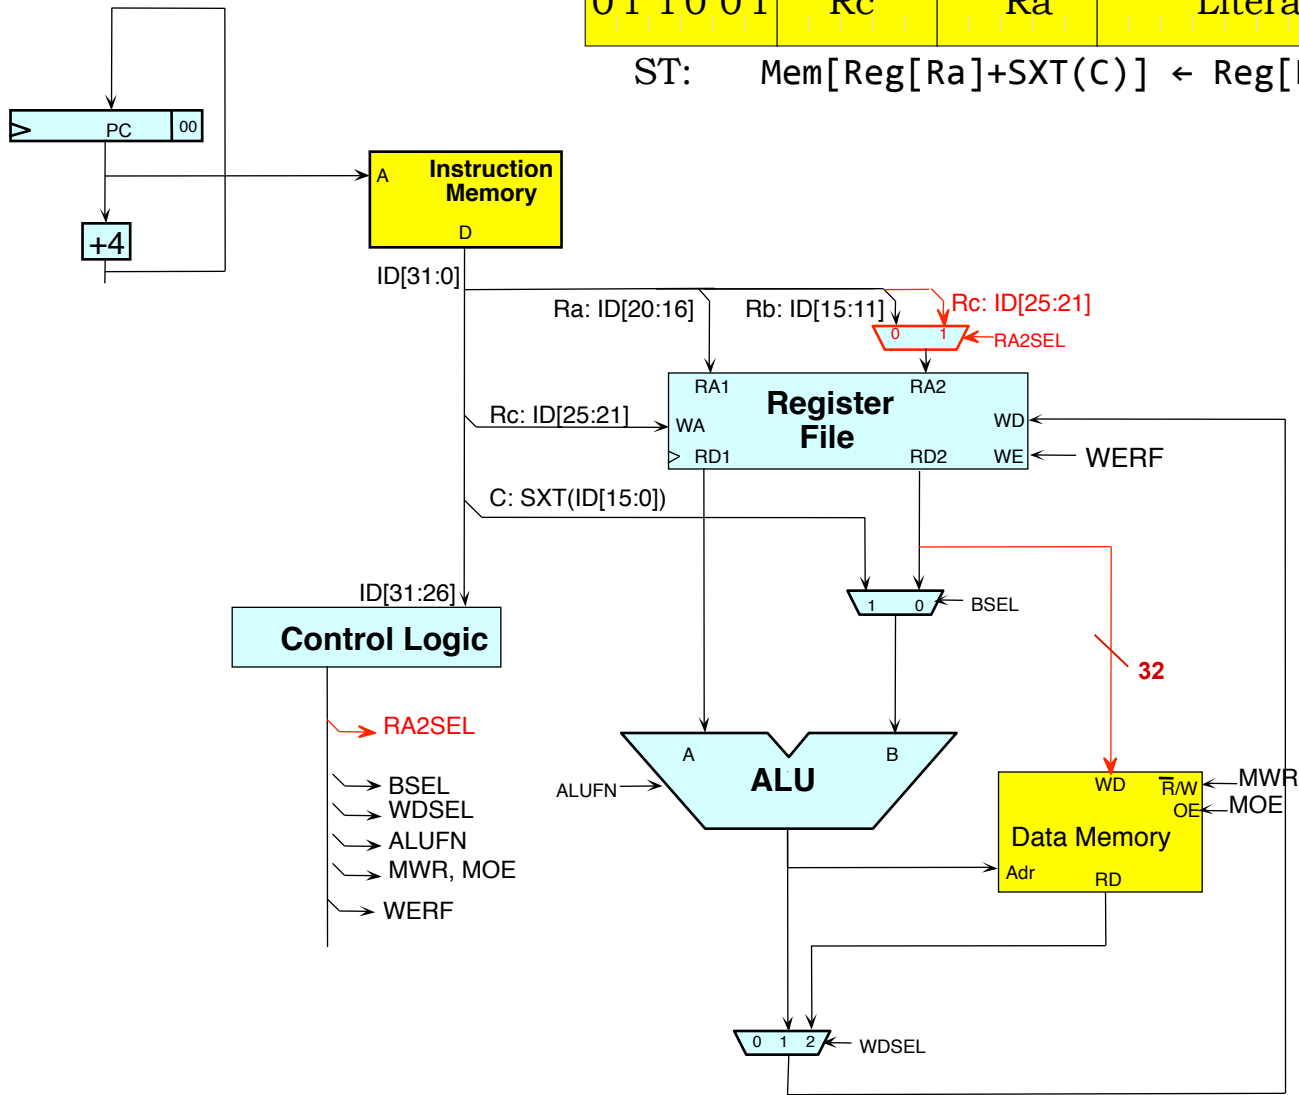 011001 Rc Ra
ST: Mem[Reg[Ra]+SXT(C)] ←
PC 00
A Instruction
Memory
D
+4
ID[31:0]
Ra: ID[20:16] Rb: ID[15:11] Rc: ID[25:21]
0 1 RA2SEL
RA1 RA2
Register
File
Rc: ID[25:21] WA WD
RD1 RD2 WE WERF
C: SXT(ID[15:0])
ID[31:26]
1 0 BSEL
Control Logic
32
RA2SEL
A B
ALU
ALUFN
BSEL
WDSEL
ALUFN
MWR, MOE
WERF
WD R/W MWR
OE MOE
Data Memory
Adr
RD
0 1 2 WDSEL